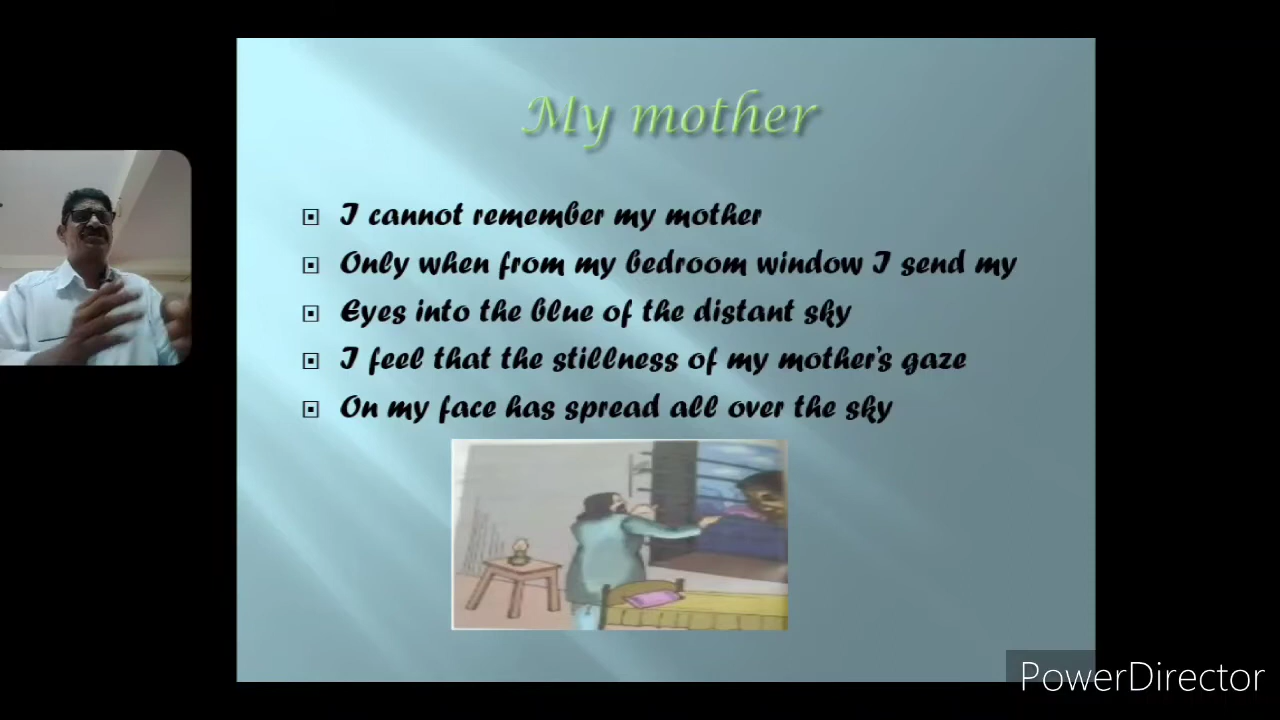 My mother
I cannot remember my mother
Only when from my bedroom window I send my
Eyes into the blue of the distant sky
I feel that the stillness of my mother's gaze
On my face has spread all over the sky
PowerDirector